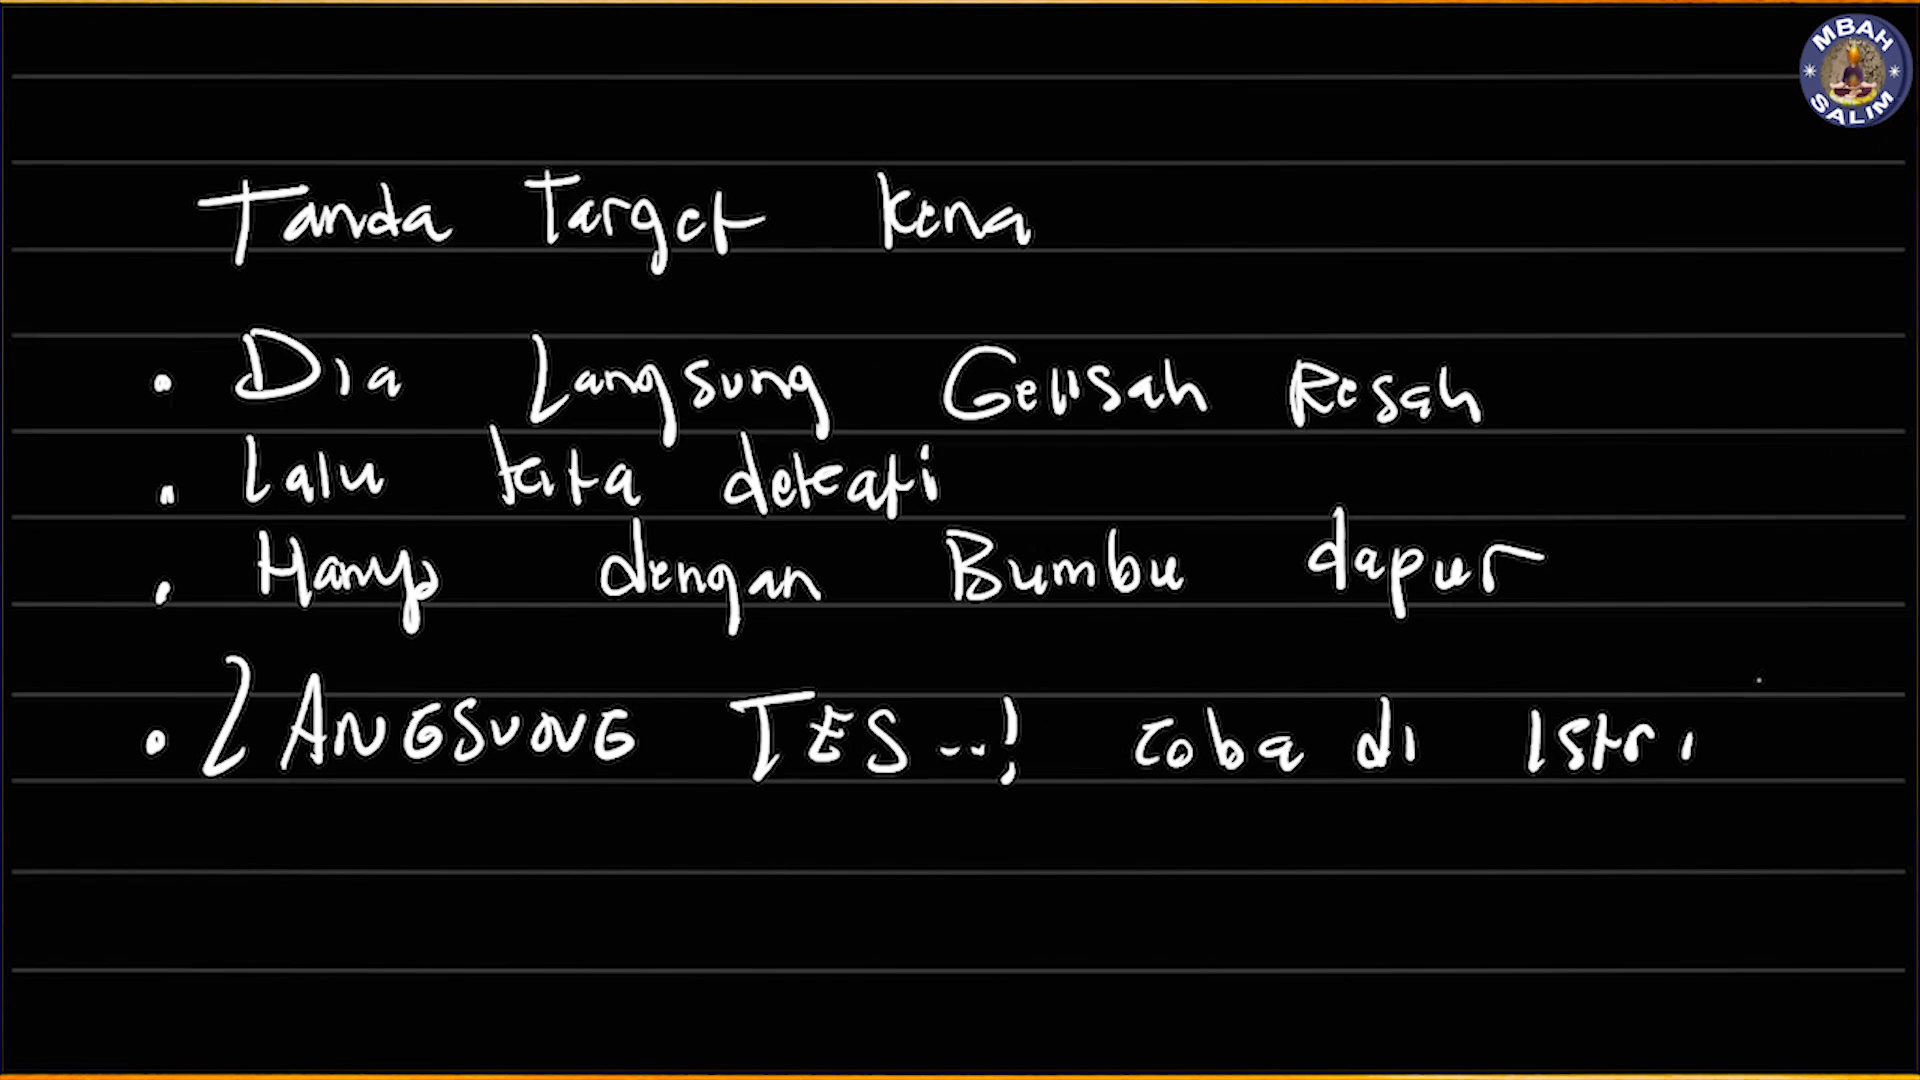 MBAH SALIM
Tanda Target Kena
• Dia Langsung Gelisah Resah
• Lalu kita dekati
• Hanya dengan Bumbu dapur
• LANGSUNG TES...! coba di Istri